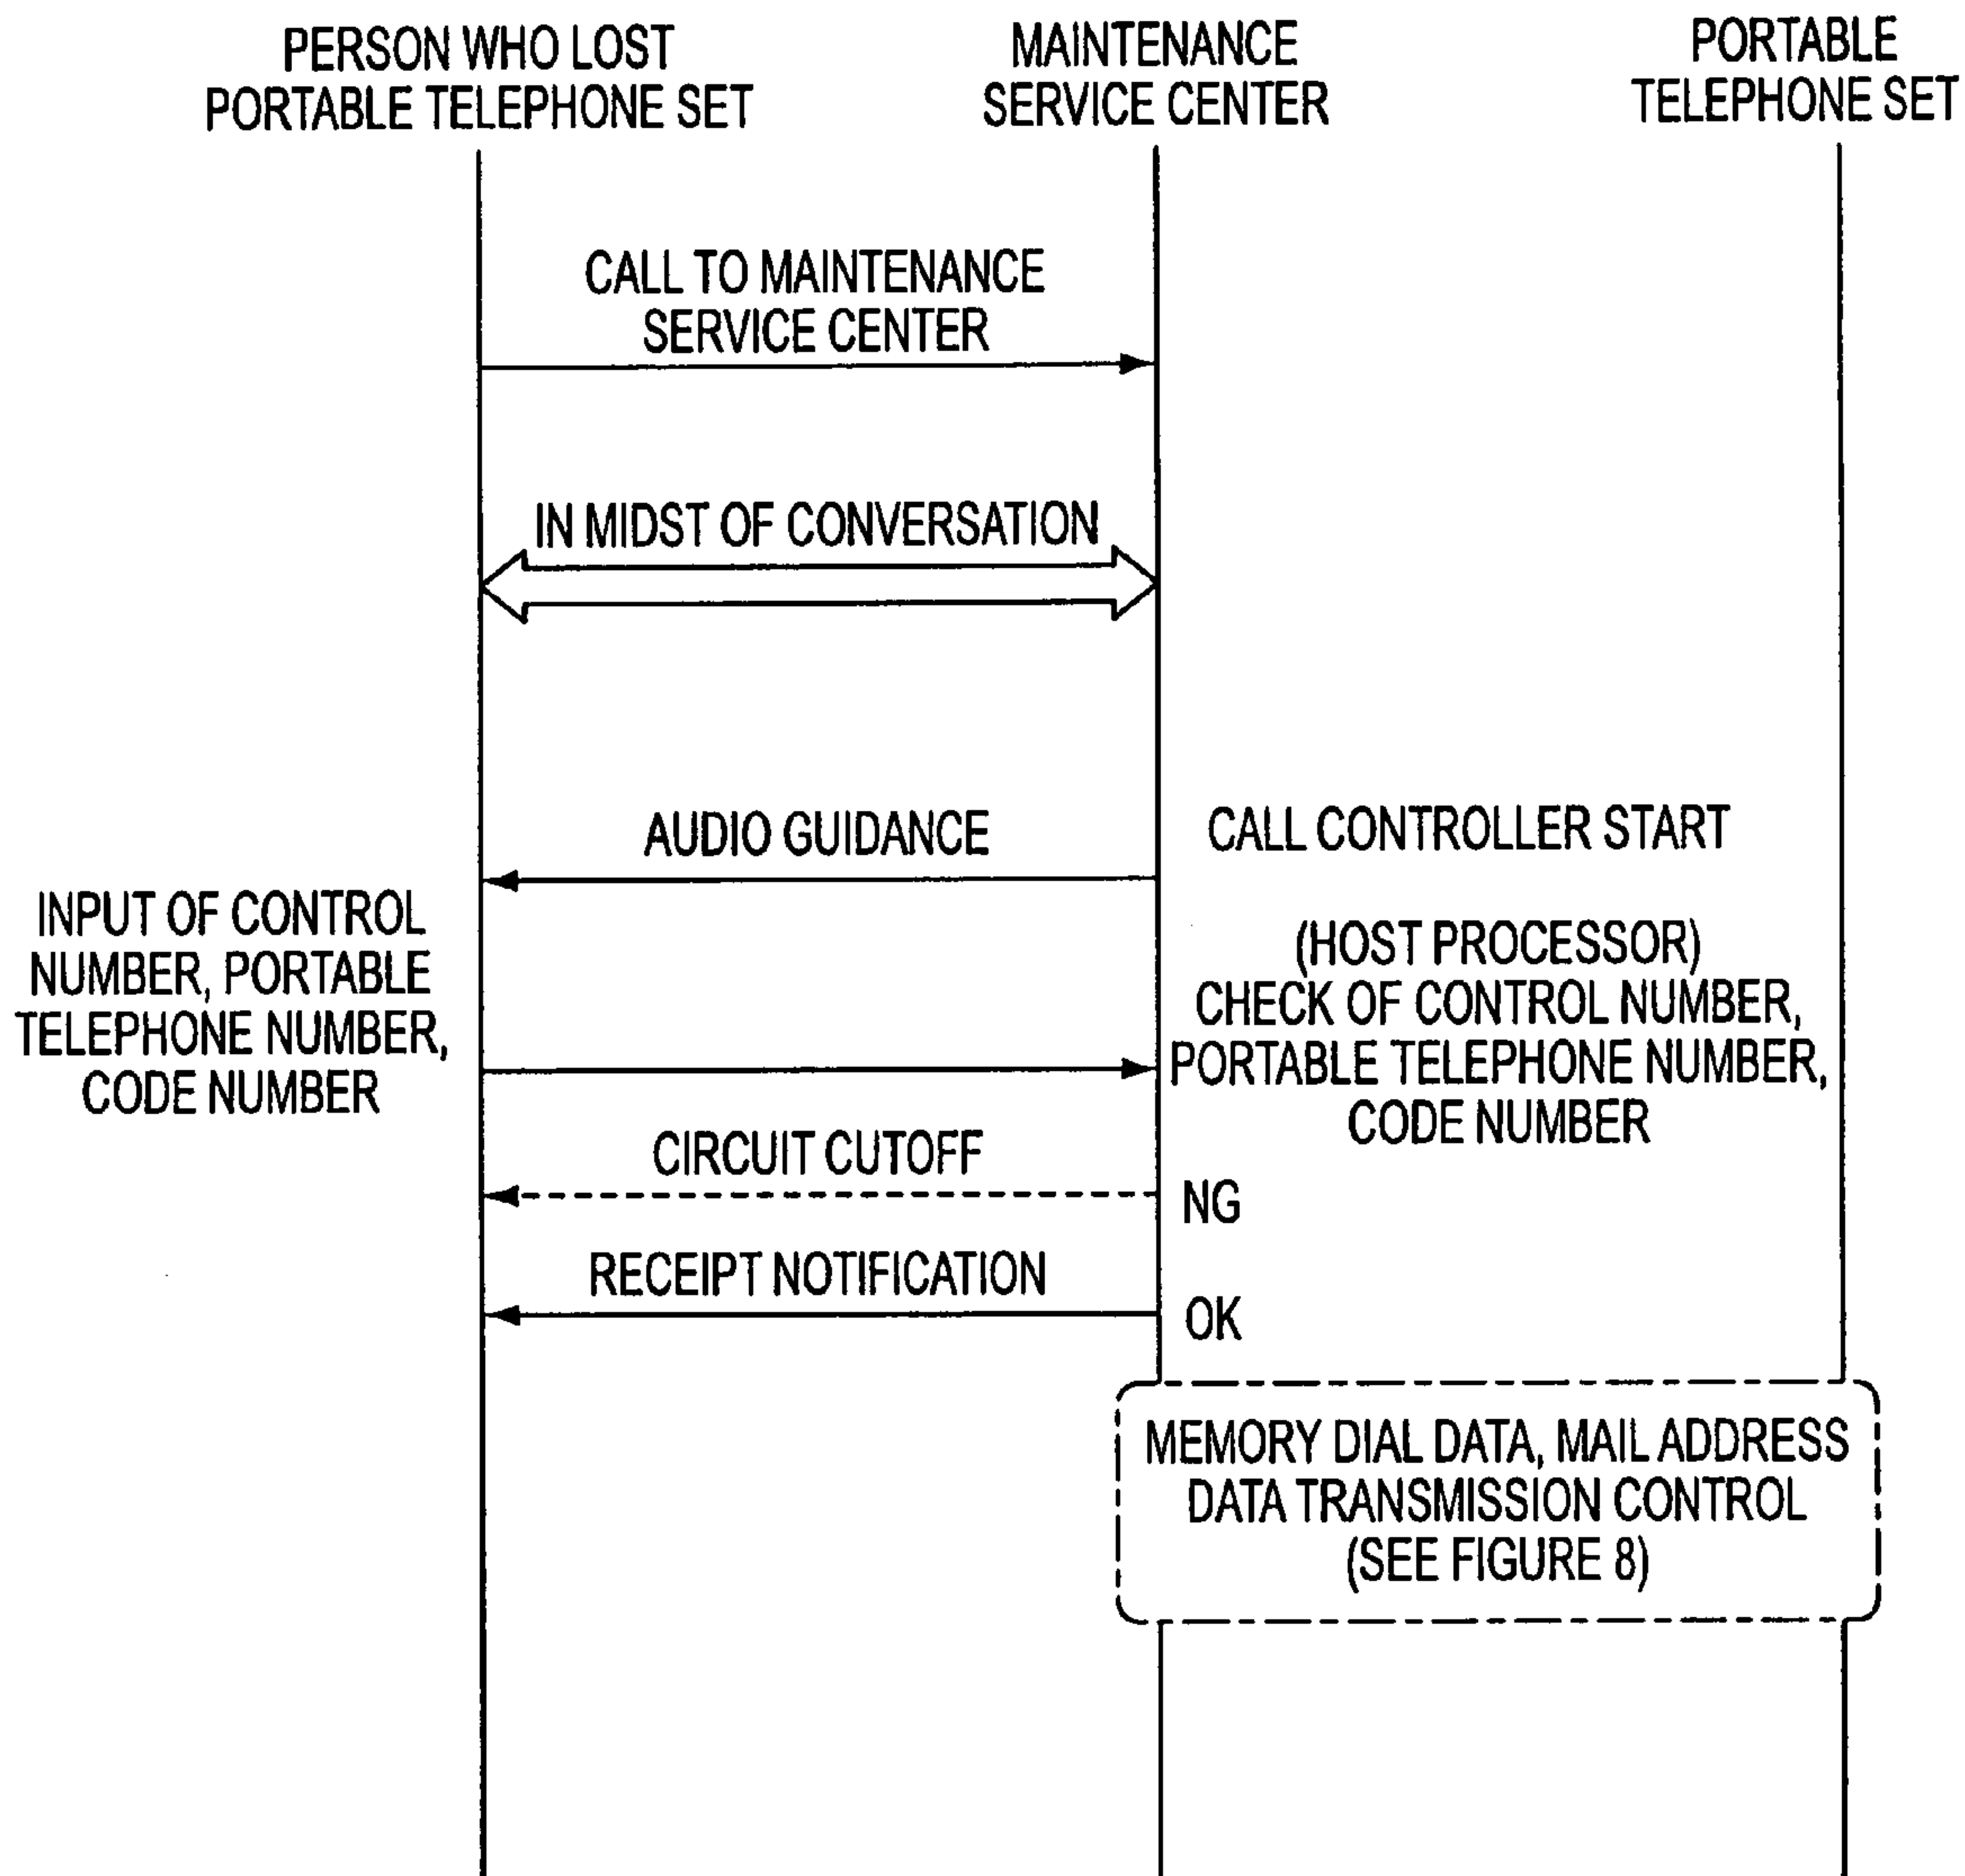 PERSON WHO LOST
PORTABLE TELEPHONE SET
MAINTENANCE
SERVICE CENTER
PORTABLE
TELEPHONE SET
CALL TO MAINTENANCE
SERVICE CENTER
IN MIDST OF CONVERSATION
AUDIO GUIDANCE
CALL CONTROLLER START
INPUT OF CONTROL
NUMBER, PORTABLE
TELEPHONE NUMBER,
CODE NUMBER
(HOST PROCESSOR)
CHECK OF CONTROL NUMBER,
PORTABLE TELEPHONE NUMBER,
CODE NUMBER
CIRCUIT CUTOFF
NG
RECEIPT NOTIFICATION
OK
MEMORY DIAL DATA, MAIL ADDRESS
DATA TRANSMISSION CONTROL
(SEE FIGURE 8)